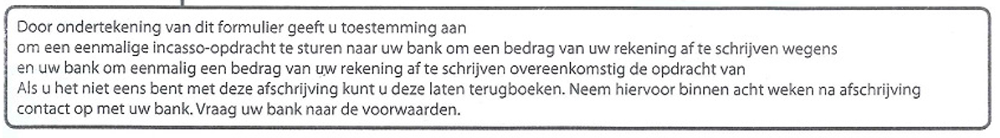 Door ondertekening van dit formulier geeft u toestemming aan
om een eenmalige incasso-opdracht te sturen naar uw bank om een bedrag van uw rekening af te schrijven wegens
en uw bank om eenmalig een bedrag van uw rekening af te schrijven overeenkomstig de opdracht van
Als u het niet eens bent met deze afschrijving kunt u deze laten terugboeken. Neem hiervoor binnen acht weken na afschrijving
contact op met uw bank. Vraag uw bank naar de voorwaarden.